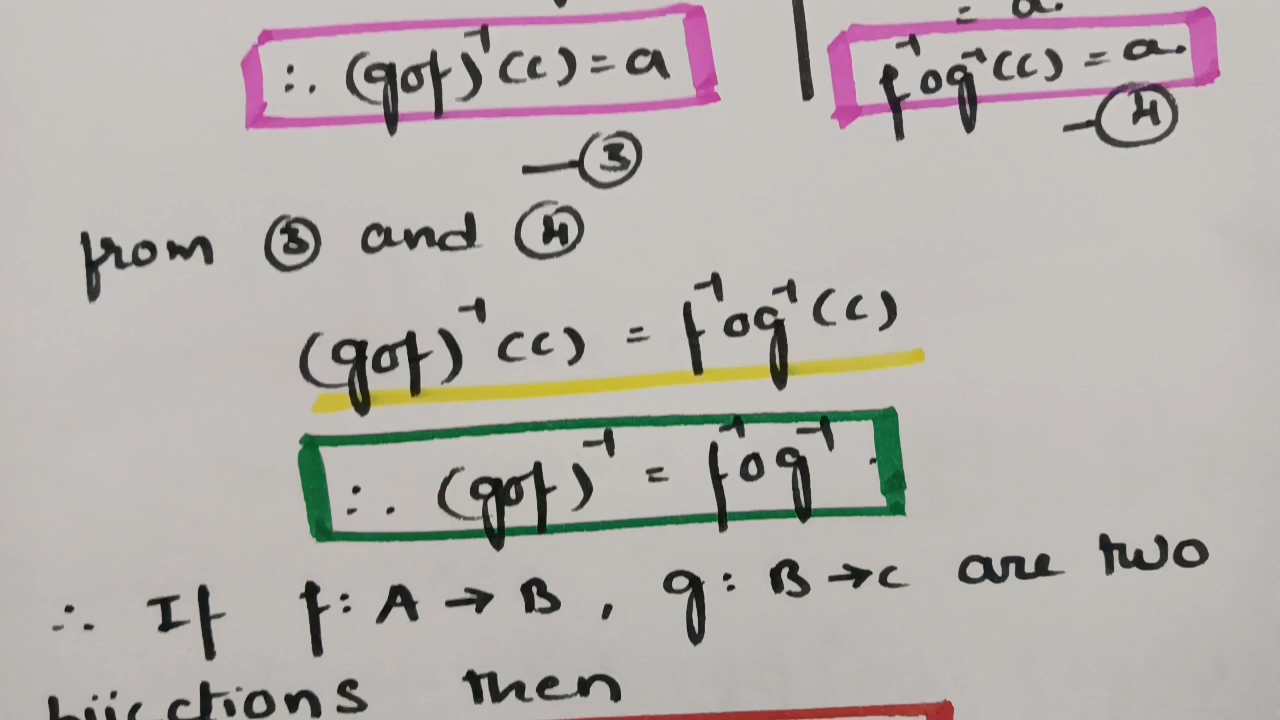 = a.
∴ (gof)⁻¹(c) = a
f⁻¹og⁻¹(c) = a.
—③
—④
from ③ and ④
(gof)⁻¹(c) = f⁻¹og⁻¹(c)
∴ (gof)⁻¹ = f⁻¹og⁻¹.
∴ If f: A → B, g: B → C are two
bijections then